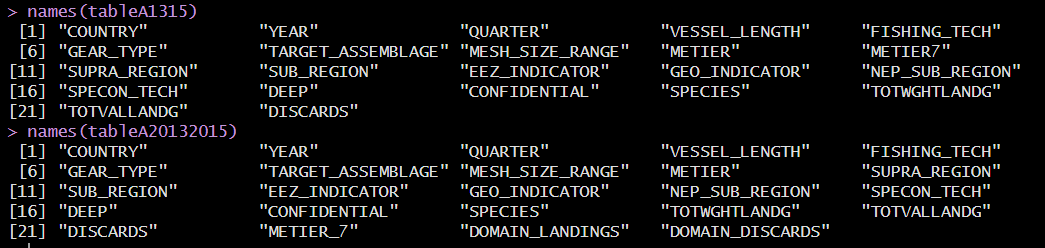 > names(tableA1315)
[1] "COUNTRY" "YEAR" "QUARTER" "VESSEL_LENGTH" "FISHING_TECH"
[6] "GEAR_TYPE" "TARGET_ASSEMBLAGE" "MESH_SIZE_RANGE" "METIER" "METIER7"
[11] "SUPRA_REGION" "SUB_REGION" "EEZ_INDICATOR" "GEO_INDICATOR" "NEP_SUB_REGION"
[16] "SPECON_TECH" "DEEP" "CONFIDENTIAL" "SPECIES" "TOTWGHTLANDG"
[21] "TOTVALLANDG" "DISCARDS"
> names(tableA20132015)
[1] "COUNTRY" "YEAR" "QUARTER" "VESSEL_LENGTH" "FISHING_TECH"
[6] "GEAR_TYPE" "TARGET_ASSEMBLAGE" "MESH_SIZE_RANGE" "METIER" "SUPRA_REGION"
[11] "SUB_REGION" "EEZ_INDICATOR" "GEO_INDICATOR" "NEP_SUB_REGION" "SPECON_TECH"
[16] "DEEP" "CONFIDENTIAL" "SPECIES" "TOTWGHTLANDG" "TOTVALLANDG"
[21] "DISCARDS" "METIER_7" "DOMAIN_LANDINGS" "DOMAIN_DISCARDS"